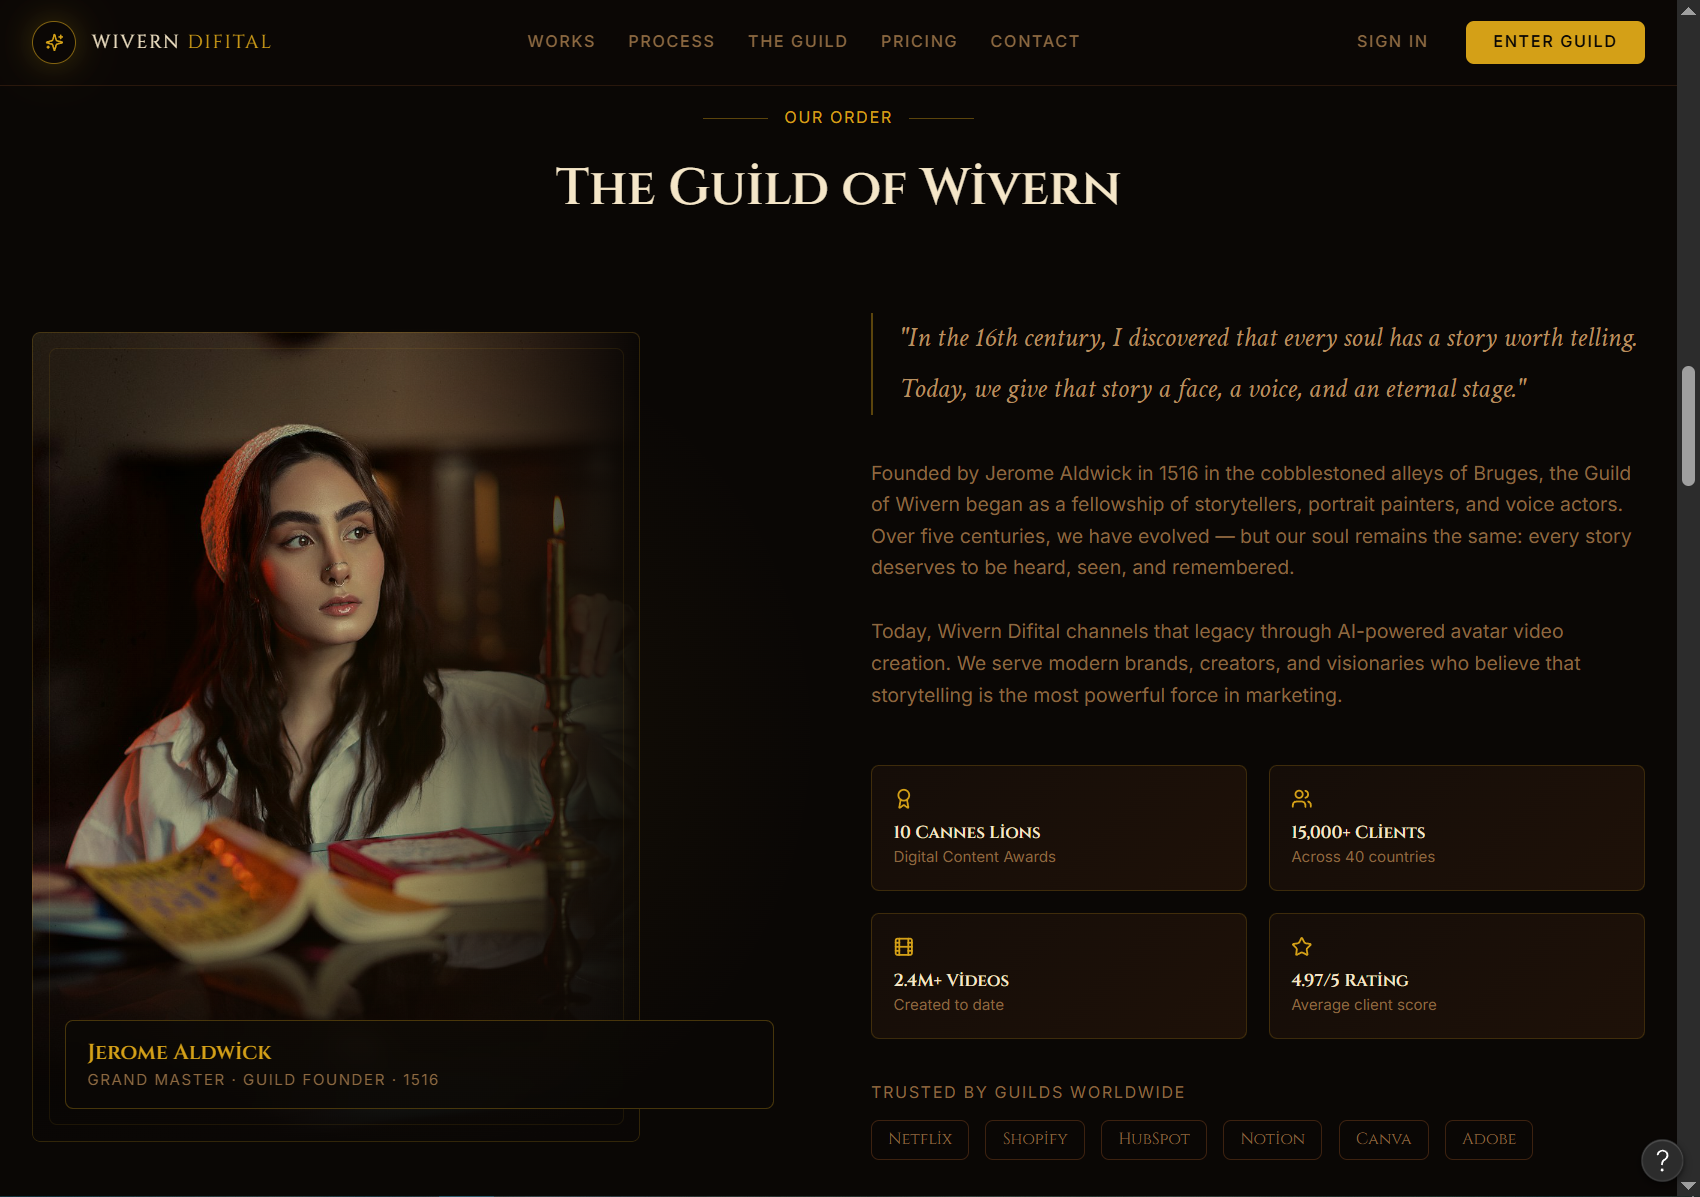 WIVERN DIFITAL
WORKS PROCESS THE GUILD PRICING CONTACT
SIGN IN ENTER GUILD
OUR ORDER
The Guild of Wivern
"In the 16th century, I discovered that every soul has a story worth telling.
Today, we give that story a face, a voice, and an eternal stage."
Founded by Jerome Aldwick in 1516 in the cobblestoned alleys of Bruges, the Guild
of Wivern began as a fellowship of storytellers, portrait painters, and voice actors.
Over five centuries, we have evolved — but our soul remains the same: every story
deserves to be heard, seen, and remembered.
Today, Wivern Difital channels that legacy through AI-powered avatar video
creation. We serve modern brands, creators, and visionaries who believe that
storytelling is the most powerful force in marketing.
10 Cannes Lions
Digital Content Awards
15,000+ Clients
Across 40 countries
2.4M+ Videos
Created to date
4.97/5 Rating
Average client score
Jerome Aldwick
GRAND MASTER · GUILD FOUNDER · 1516
TRUSTED BY GUILDS WORLDWIDE
Netflix Shopify HubSpot Notion Canva Adobe
?